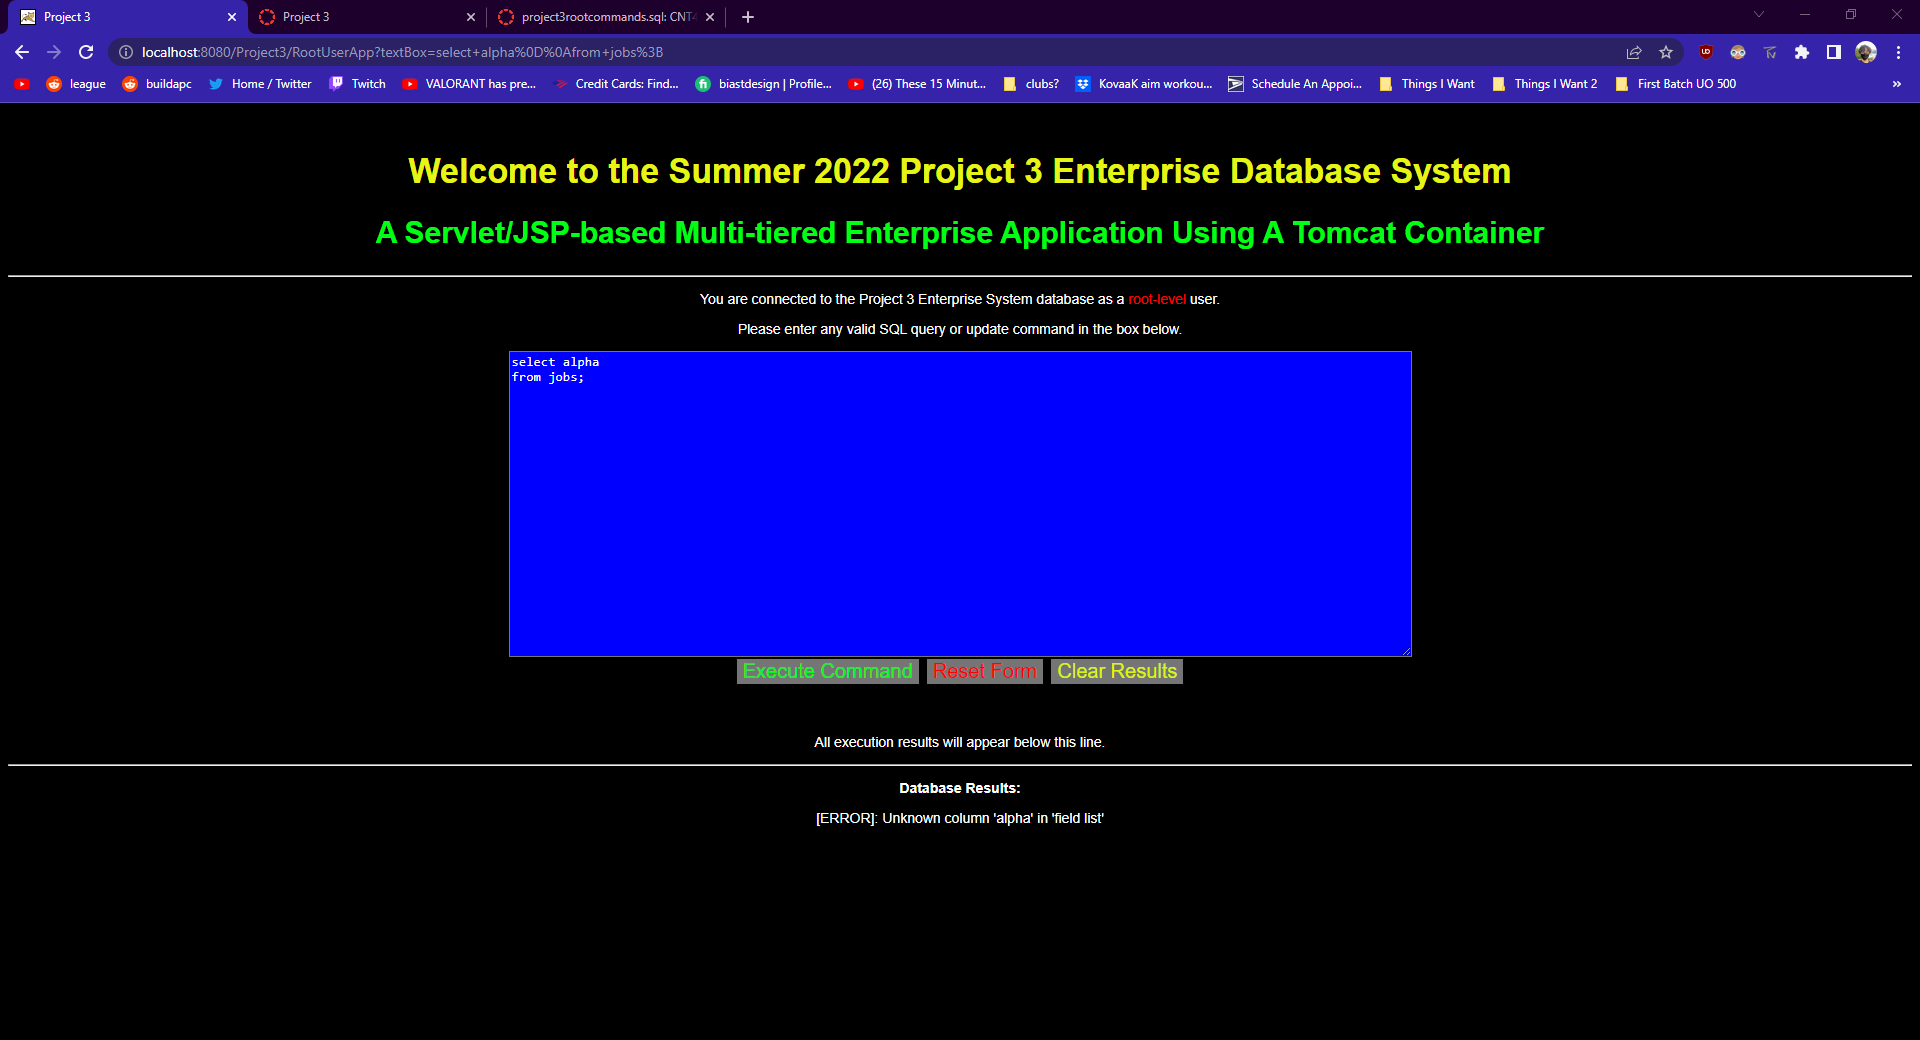 Project 3
Project 3
project3rootcommands.sql: CNT4
localhost:8080/Project3/RootUserApp?textBox=select+alpha%0D%0Afrom+jobs%3B
league
buildapc
Home / Twitter
Twitch
VALORANT has pre...
Credit Cards: Find...
biastdesign | Profile...
(26) These 15 Minut...
clubs?
KovaaK aim workou...
Schedule An Appoi...
Things I Want
Things I Want 2
First Batch UO 500
»
Welcome to the Summer 2022 Project 3 Enterprise Database System
A Servlet/JSP-based Multi-tiered Enterprise Application Using A Tomcat Container
You are connected to the Project 3 Enterprise System database as a root-level user.
Please enter any valid SQL query or update command in the box below.
select alpha
from jobs;
Execute Command Reset Form Clear Results
All execution results will appear below this line.
Database Results:
[ERROR]: Unknown column 'alpha' in 'field list'